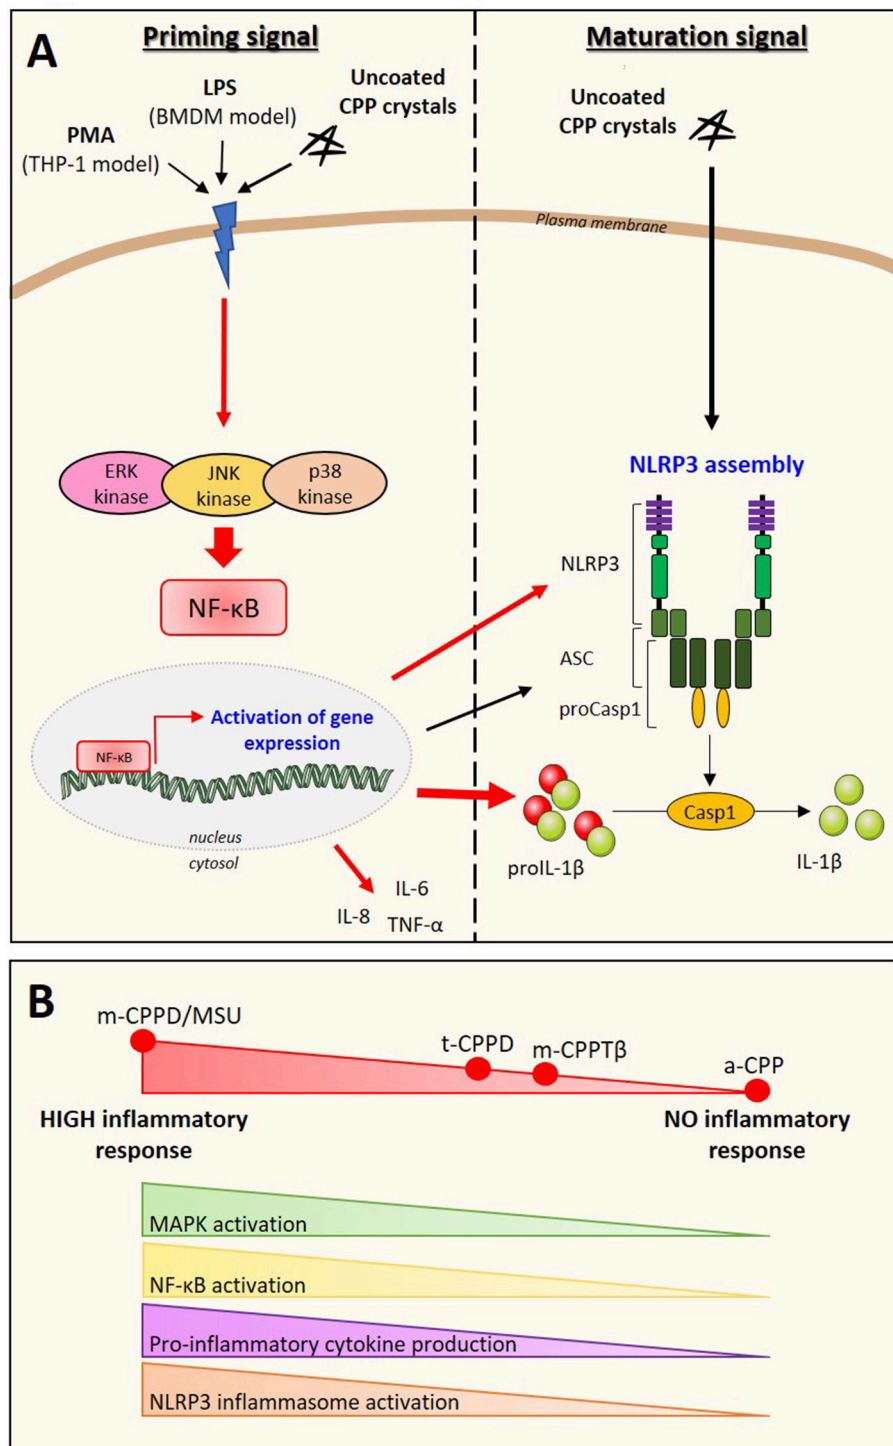 A
Priming signal
LPS
(BMDM model)
Uncoated
CPP crystals
PMA
(THP-1 model)
ERK
kinase
JNK
kinase
p38
kinase
NF-κB
Activation of gene
expression
NF-κB
nucleus
cytosol
IL-6
IL-8
TNF-α
Maturation signal
Uncoated
CPP crystals
Plasma membrane
NLRP3 assembly
NLRP3
ASC
proCasp1
Casp1
proIL-1β
IL-1β
B
m-CPPD/MSU
t-CPPD
m-CPPTβ
a-CPP
HIGH inflammatory
response
NO inflammatory
response
MAPK activation
NF-κB activation
Pro-inflammatory cytokine production
NLRP3 inflammasome activation